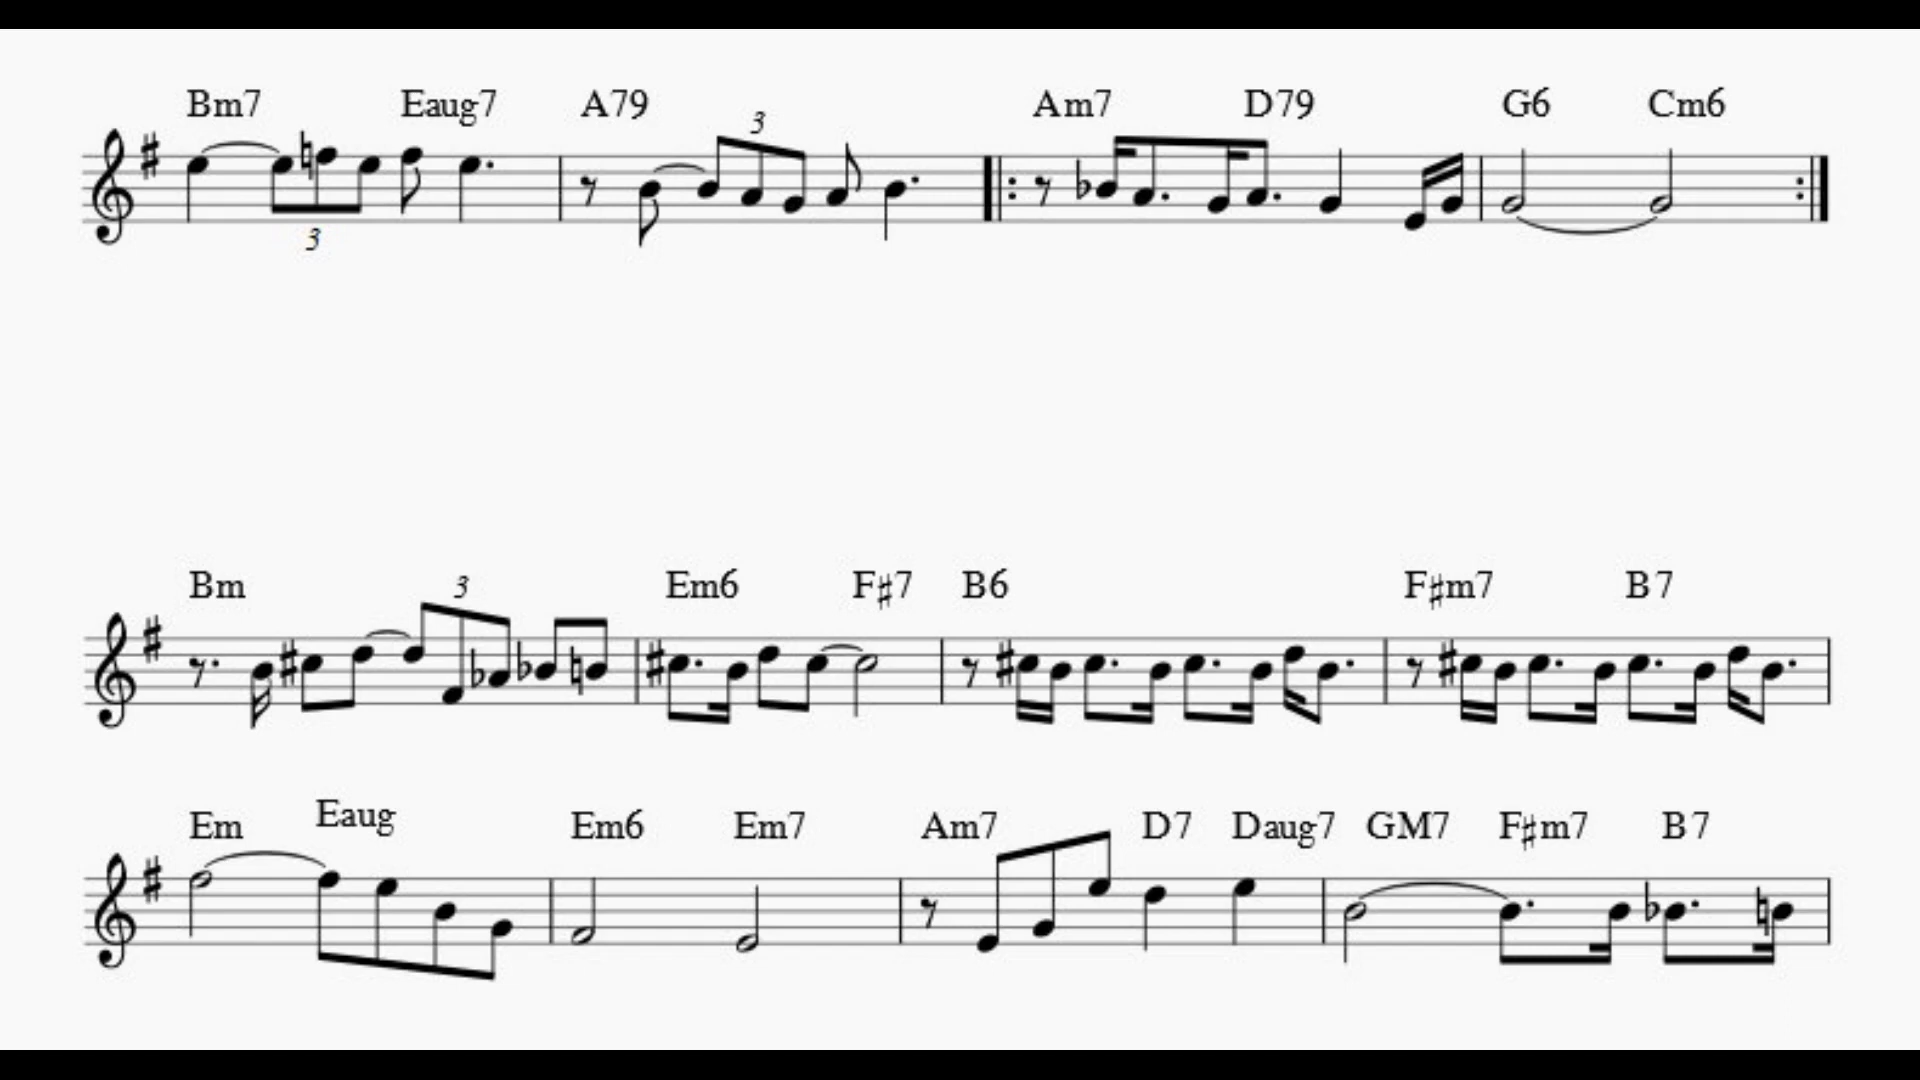 Bm7 Eaug7 A79 Am7 D79 G6 Cm6
3
3
Bm Em6 F♯7 B6 F♯m7 B7
3
Em Eaug Em6 Em7 Am7 D7 Daug7 GM7 F♯m7 B7